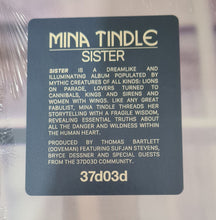 MINA TINDLE
SISTER
SISTER IS A DREAMLIKE AND
ILLUMINATING ALBUM POPULATED BY
MYTHIC CREATURES OF ALL KINDS: LIONS
ON PARADE, LOVERS TURNED TO
CANNIBALS, KINGS AND SIRENS AND
WOMEN WITH WINGS. LIKE ANY GREAT
FABULIST, MINA TINDLE THREADS HER
STORYTELLING WITH A FRAGILE WISDOM,
REVEALING ESSENTIAL TRUTHS ABOUT
ALL THE DANGER AND WILDNESS WITHIN
THE HUMAN HEART.
PRODUCED BY THOMAS BARTLETT
(DOVEMAN) FEATURING SUFJAN STEVENS,
BRYCE DESSNER AND SPECIAL GUESTS
FROM THE 37D03D COMMUNITY.
37d03d